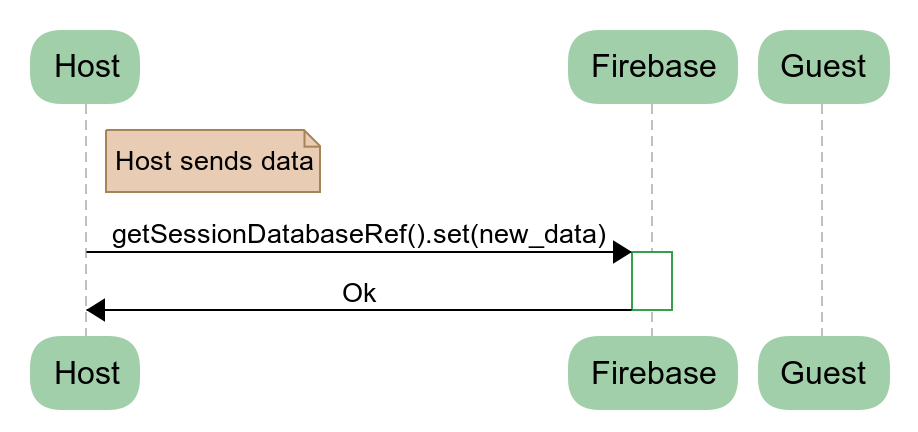 Host
Firebase
Guest
Host sends data
getSessionDatabaseRef().set(new_data)
Ok
Host
Firebase
Guest